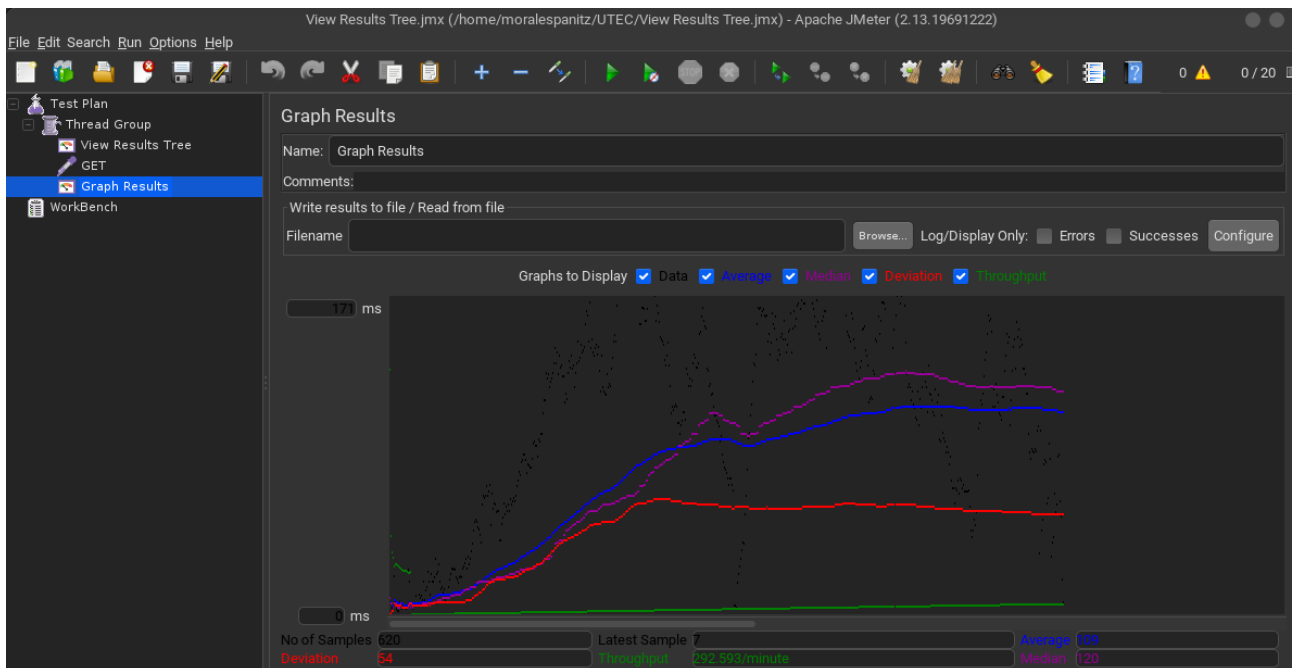 View Results Tree.jmx (/home/moralespanitz/UTEC/View Results Tree.jmx) - Apache JMeter (2.13.19691222)
File Edit Search Run Options Help
STOP
0 0 / 20
Test Plan
Thread Group
View Results Tree
GET
Graph Results
WorkBench
Graph Results
Name: Graph Results
Comments:
Write results to file / Read from file
Filename Browse... Log/Display Only: Errors Successes Configure
Graphs to Display Data Average Median Deviation Throughput
171 ms
0 ms
No of Samples 620 Latest Sample 7 Average 109
Deviation 54 Throughput 292.593/minute Median 120